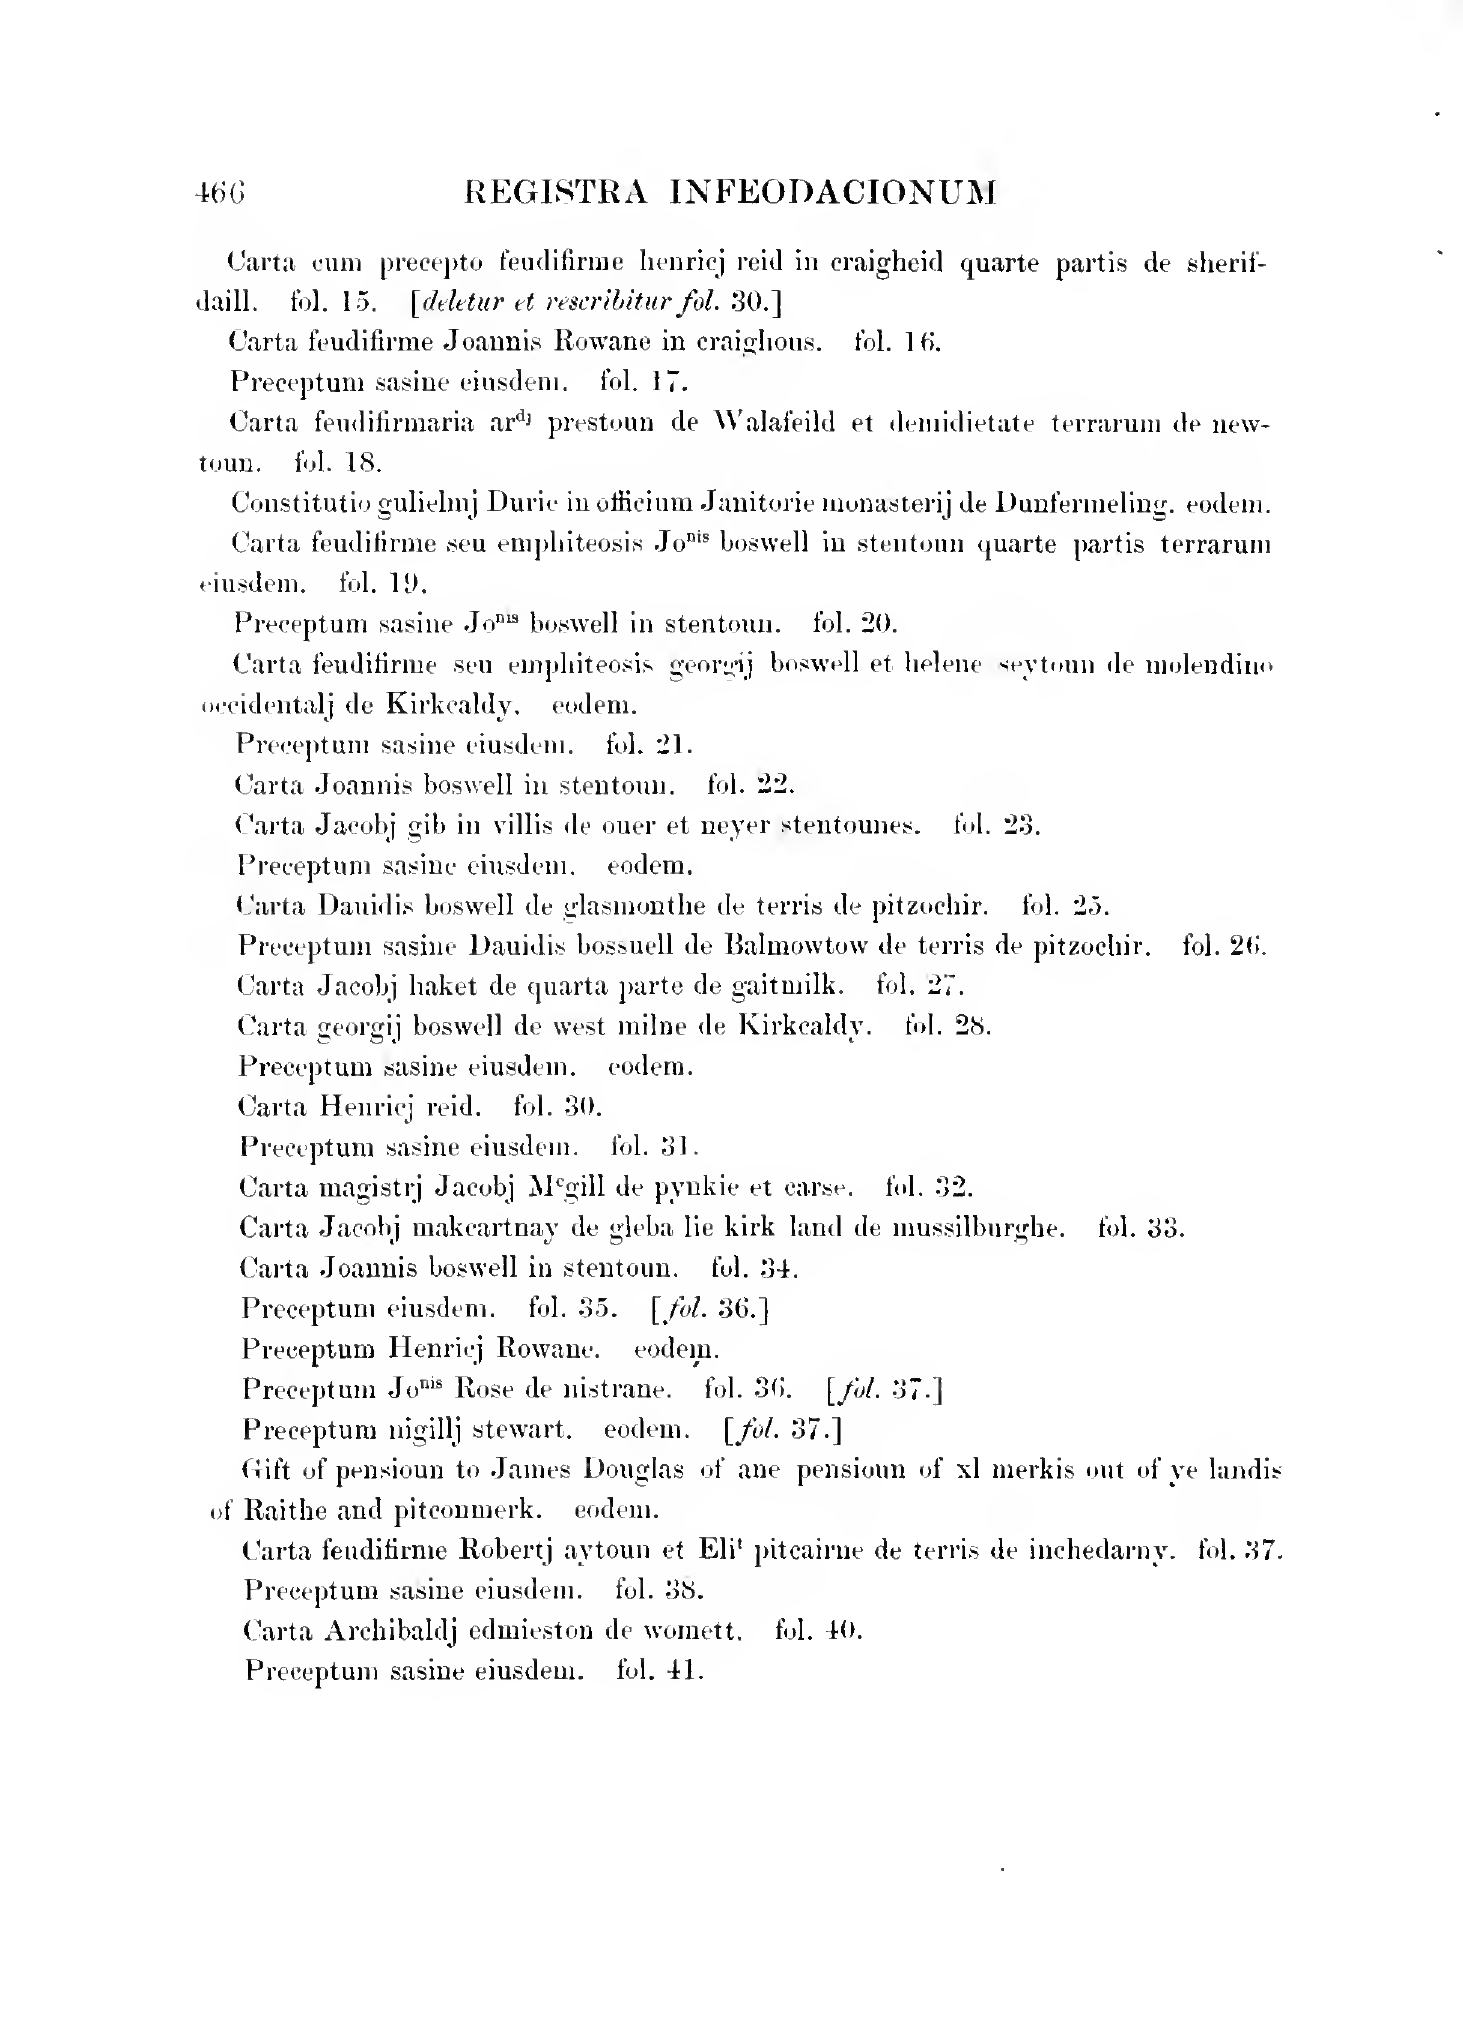 466 REGISTRA INFEODACIONUM
Carta cum precepto feudifirme henricj reid in craigheid quarte partis de sherif-
daill. fol. 15. [deletur et rescribitur fol. 30.]
Carta feudifirme Joannis Rowane in craighous. fol. 16.
Preceptum sasine eiusdem. fol. 17.
Carta feudifirmaria arᵈʲ prestoun de Walafeild et demidietate terrarum de new-
toun. fol. 18.
Constitutio gulielmj Durie in officium Janitorie monasterij de Dunfermeling. eodem.
Carta feudifirme seu emphiteosis Joⁿⁱˢ boswell in stentoun quarte partis terrarum
eiusdem. fol. 19.
Preceptum sasine Joⁿⁱˢ boswell in stentoun. fol. 20.
Carta feudifirme seu emphiteosis georgij boswell et helene seytoun de molendino
occidentalj de Kirkcaldy. eodem.
Preceptum sasine eiusdem. fol. 21.
Carta Joannis boswell in stentoun. fol. 22.
Carta Jacobj gib in villis de ouer et neyer stentounes. fol. 23.
Preceptum sasine eiusdem. eodem.
Carta Dauidis boswell de glasmonthe de terris de pitzochir. fol. 25.
Preceptum sasine Dauidis bossuell de Balmowtow de terris de pitzochir. fol. 26.
Carta Jacobj haket de quarta parte de gaitmilk. fol. 27.
Carta georgij boswell de west milne de Kirkcaldy. fol. 28.
Preceptum sasine eiusdem. eodem.
Carta Henricj reid. fol. 30.
Preceptum sasine eiusdem. fol. 31.
Carta magistrj Jacobj Mᶜgill de pynkie et carse. fol. 32.
Carta Jacobj makcartnay de gleba lie kirk land de mussilburghe. fol. 33.
Carta Joannis boswell in stentoun. fol. 34.
Preceptum eiusdem. fol. 35. [fol. 36.]
Preceptum Henricj Rowane. eodem.
Preceptum Joⁿⁱˢ Rose de nistrane. fol. 36. [fol. 37.]
Preceptum nigillj stewart. eodem. [fol. 37.]
Gift of pensioun to James Douglas of ane pensioun of xl merkis out of ye landis
of Raithe and pitconmerk. eodem.
Carta feudifirme Robertj aytoun et Eliᵗ pitcairne de terris de inchedarny. fol. 37.
Preceptum sasine eiusdem. fol. 38.
Carta Archibaldj edmieston de womett. fol. 40.
Preceptum sasine eiusdem. fol. 41.